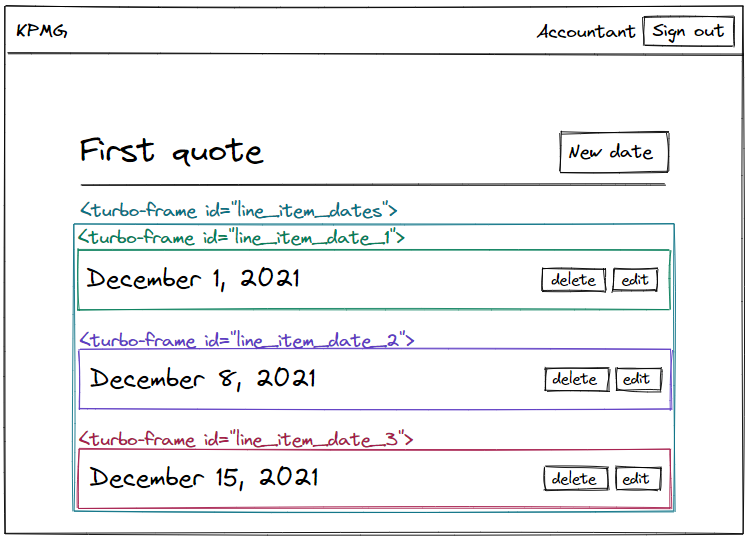 KPMG Accountant Sign out
First quote New date
<turbo-frame id="line_item_dates">
<turbo-frame id="line_item_date_1">
December 1, 2021 delete edit
<turbo-frame id="line_item_date_2">
December 8, 2021 delete edit
<turbo-frame id="line_item_date_3">
December 15, 2021 delete edit